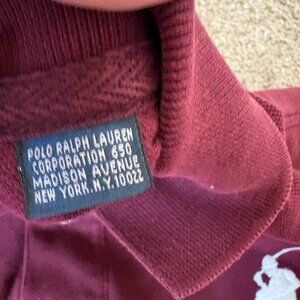 POLO RALPH LAUREN
CORPORATION 650
MADISON AVENUE
NEW YORK.N.Y.10022